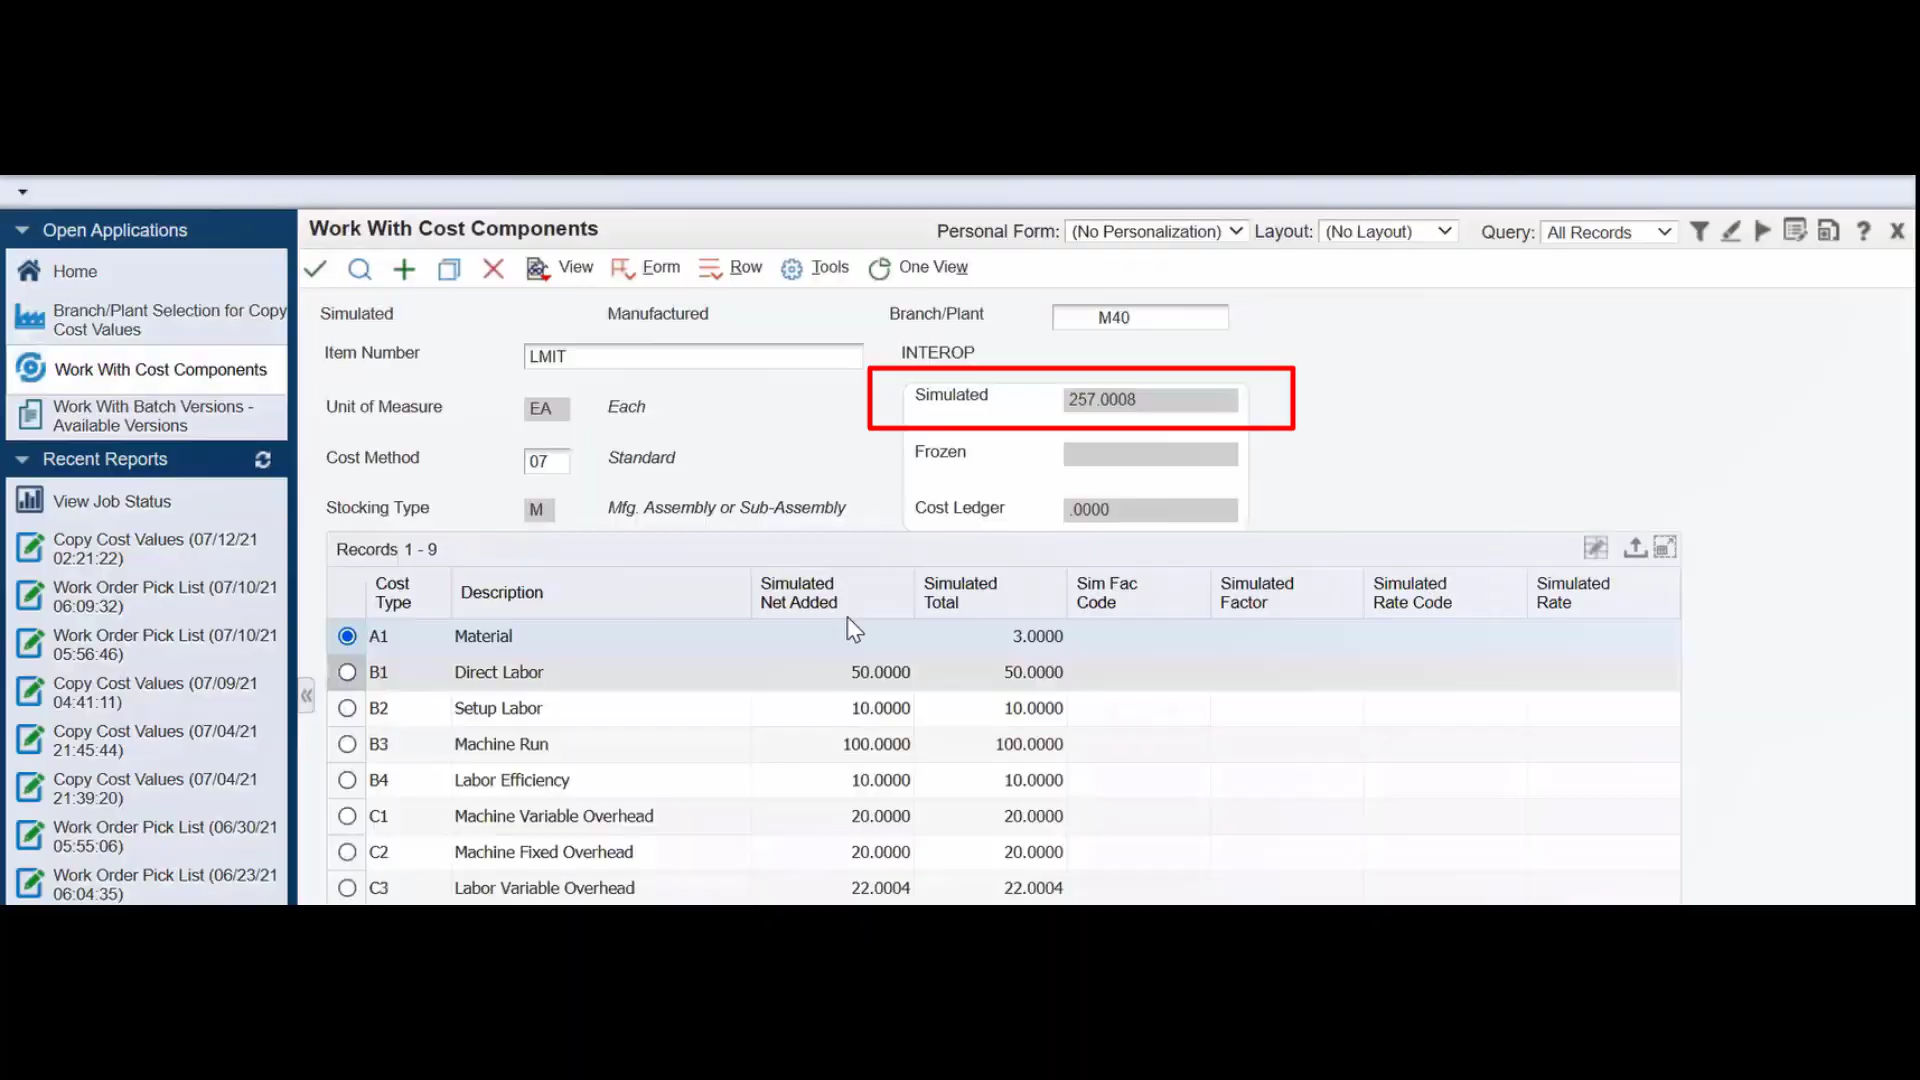 Open Applications
Home
Branch/Plant Selection for Copy
Cost Values
Work With Cost Components
Work With Batch Versions -
Available Versions
Recent Reports
View Job Status
Copy Cost Values (07/12/21
02:21:22)
Work Order Pick List (07/10/21
06:09:32)
Work Order Pick List (07/10/21
05:56:46)
Copy Cost Values (07/09/21
04:41:11)
Copy Cost Values (07/04/21
21:45:44)
Copy Cost Values (07/04/21
21:39:20)
Work Order Pick List (06/30/21
05:55:06)
Work Order Pick List (06/23/21
06:04:35)
Work With Cost Components
Personal Form: (No Personalization) Layout: (No Layout) Query: All Records
View Form Row Tools One View
Simulated Manufactured Branch/Plant M40
Item Number LMIT INTEROP
Simulated 257.0008
Unit of Measure EA Each
Frozen
Cost Method 07 Standard
Stocking Type M Mfg. Assembly or Sub-Assembly Cost Ledger .0000
Records 1 - 9
Cost Type Description Simulated Net Added Simulated Total Sim Fac Code Simulated Factor Simulated Rate Code Simulated Rate
A1 Material 3.0000
B1 Direct Labor 50.0000 50.0000
B2 Setup Labor 10.0000 10.0000
B3 Machine Run 100.0000 100.0000
B4 Labor Efficiency 10.0000 10.0000
C1 Machine Variable Overhead 20.0000 20.0000
C2 Machine Fixed Overhead 20.0000 20.0000
C3 Labor Variable Overhead 22.0004 22.0004